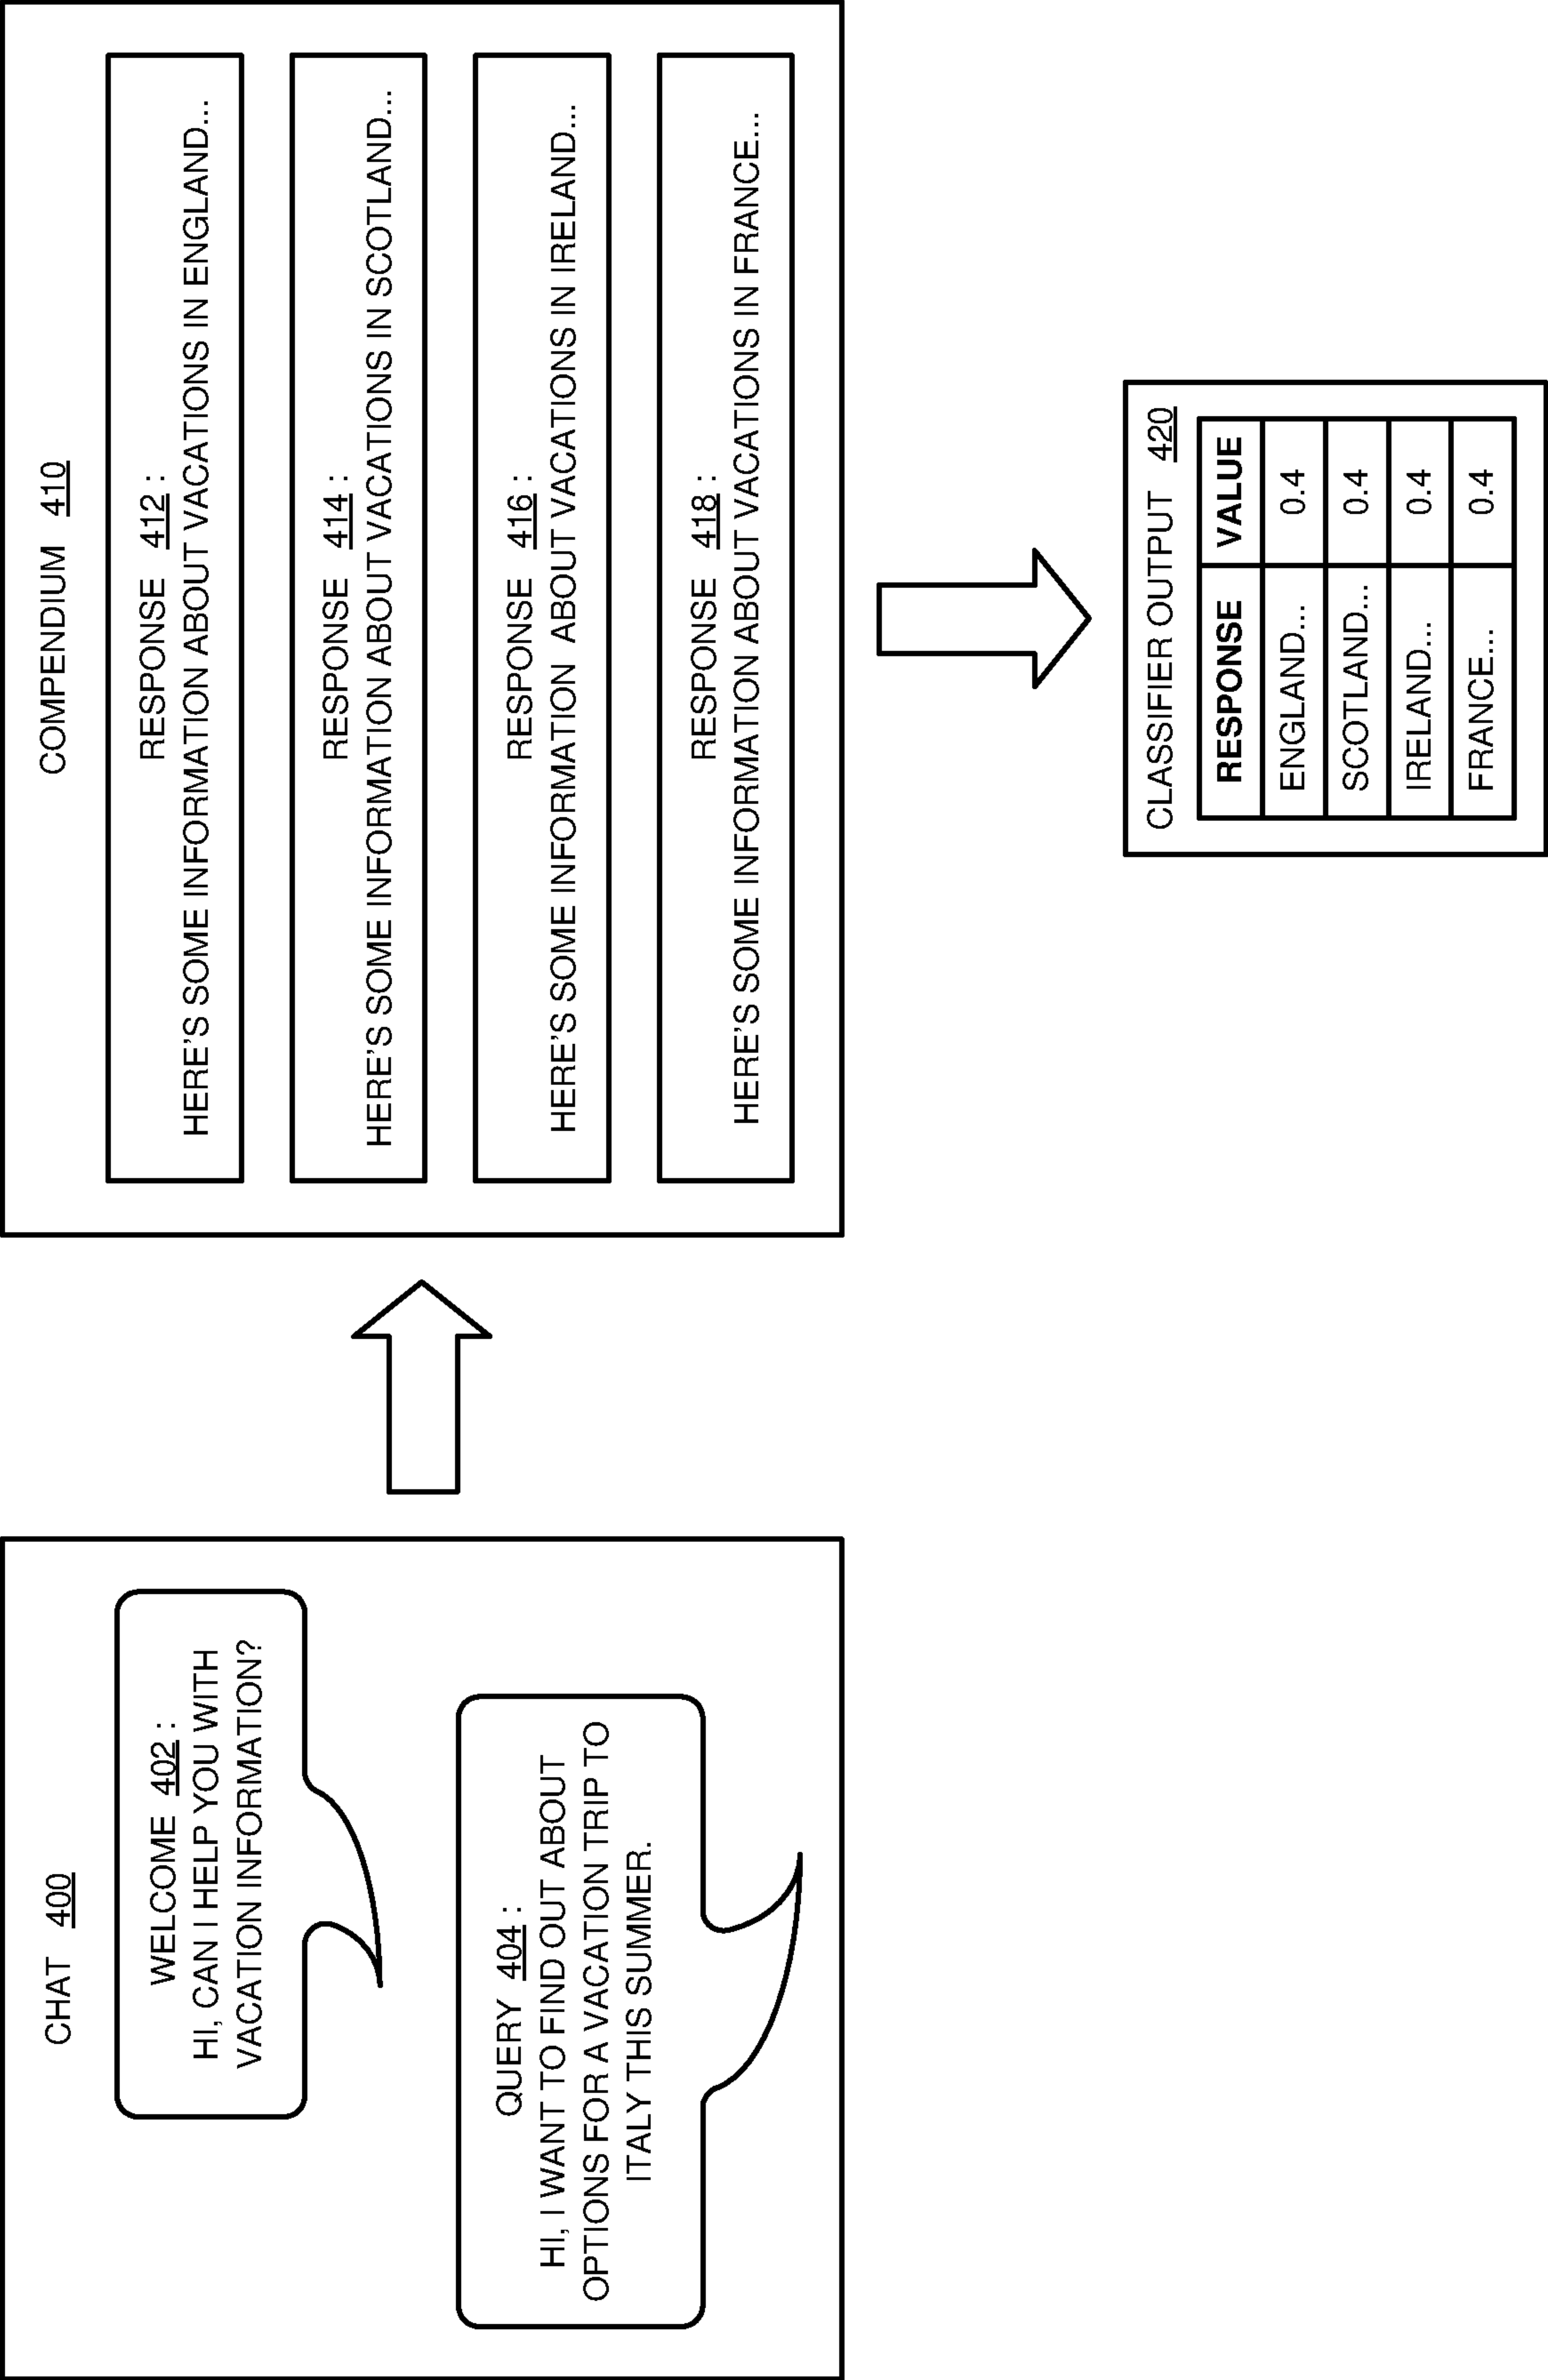 CHAT 400
WELCOME 402 :
HI, CAN I HELP YOU WITH
VACATION INFORMATION?
QUERY 404 :
HI, I WANT TO FIND OUT ABOUT
OPTIONS FOR A VACATION TRIP TO
ITALY THIS SUMMER.
COMPENDIUM 410
RESPONSE 412 :
HERE'S SOME INFORMATION ABOUT VACATIONS IN ENGLAND...
RESPONSE 414 :
HERE'S SOME INFORMATION ABOUT VACATIONS IN SCOTLAND...
RESPONSE 416 :
HERE'S SOME INFORMATION ABOUT VACATIONS IN IRELAND...
RESPONSE 418 :
HERE'S SOME INFORMATION ABOUT VACATIONS IN FRANCE...
CLASSIFIER OUTPUT 420
RESPONSE VALUE
ENGLAND... 0.4
SCOTLAND... 0.4
IRELAND... 0.4
FRANCE... 0.4